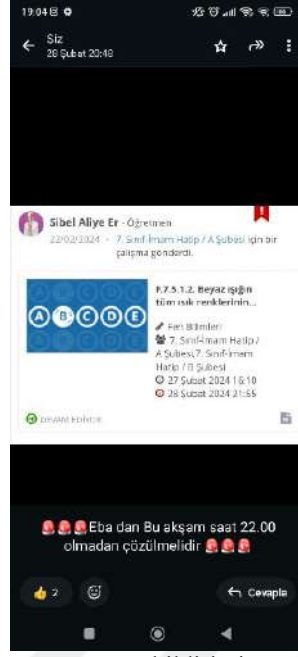 19:04
Siz
28 Şubat 20:48
Sibel Aliye Er - Öğretmen
22/02/2024 - 7. Sınıf-İmam Hatip / A Şubesi için bir
çalışma gönderdi.
F.7.5.1.2. Beyaz ışığın
tüm ışık renklerinin...
A B C D E
Fen Bilimleri
7. Sınıf-İmam Hatip /
A Şubesi,7. Sınıf-İmam
Hatip / B Şubesi
27 Şubat 2024 16:10
28 Şubat 2024 21:55
DEVAM EDİYOR
🚨🚨🚨Eba dan Bu akşam saat 22.00
olmadan çözülmelidir 🚨🚨🚨
👍 2
Cevapla